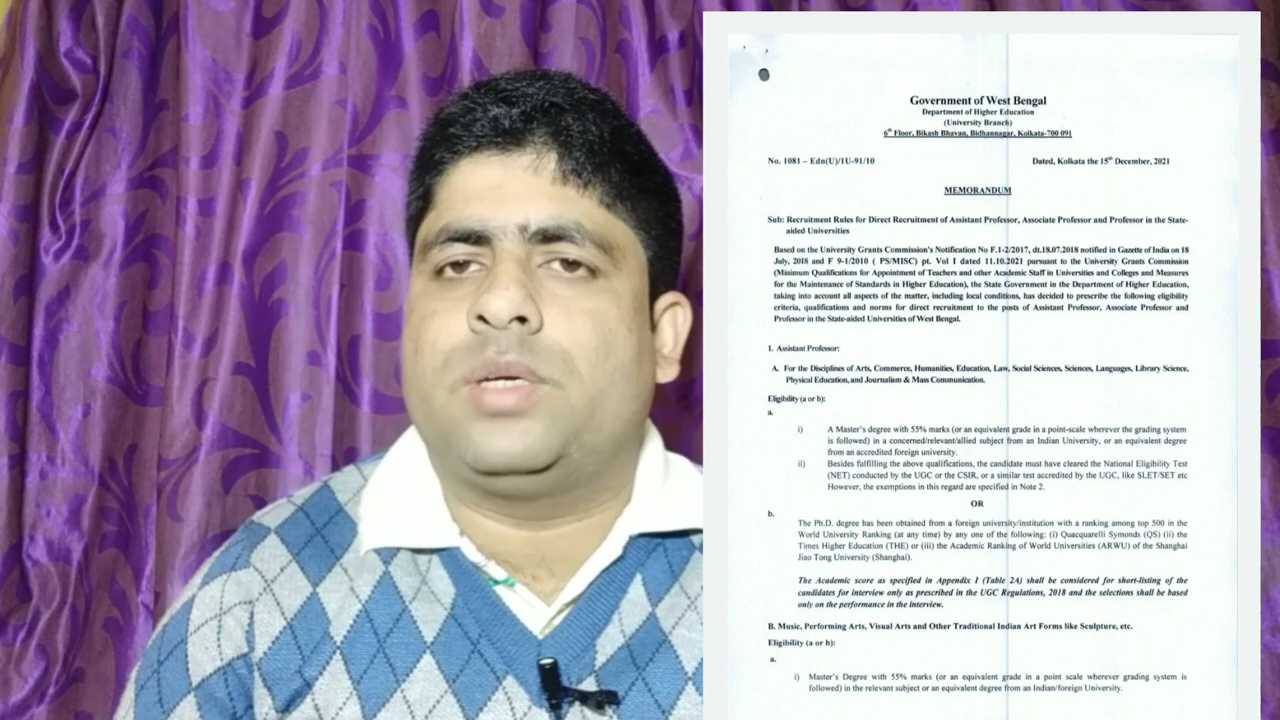 Government of West Bengal
Department of Higher Education
(University Branch)
6th Floor, Bikash Bhavan, Bidhannagar, Kolkata-700 091
No. 1081 – Edn(U)/1U-91/10
Dated, Kolkata the 15th December, 2021
MEMORANDUM
Sub: Recruitment Rules for Direct Recruitment of Assistant Professor, Associate Professor and Professor in the State-
aided Universities
Based on the University Grants Commission's Notification No F.1-2/2017, dt.18.07.2018 notified in Gazette of India on 18
July, 2018 and F 9-1/2010 ( PS/MISC) pt. Vol I dated 11.10.2021 pursuant to the University Grants Commission
(Minimum Qualifications for Appointment of Teachers and other Academic Staff in Universities and Colleges and Measures
for the Maintenance of Standards in Higher Education), the State Government in the Department of Higher Education,
taking into account all aspects of the matter, including local conditions, has decided to prescribe the following eligibility
criteria, qualifications and norms for direct recruitment to the posts of Assistant Professor, Associate Professor and
Professor in the State-aided Universities of West Bengal.
I. Assistant Professor:
A. For the Disciplines of Arts, Commerce, Humanities, Education, Law, Social Sciences, Sciences, Languages, Library Science,
Physical Education, and Journalism & Mass Communication.
Eligibility (a or b):
a.
i) A Master's degree with 55% marks (or an equivalent grade in a point-scale wherever the grading system
is followed) in a concerned/relevant/allied subject from an Indian University, or an equivalent degree
from an accredited foreign university.
ii) Besides fulfilling the above qualifications, the candidate must have cleared the National Eligibility Test
(NET) conducted by the UGC or the CSIR, or a similar test accredited by the UGC, like SLET/SET etc
However, the exemptions in this regard are specified in Note 2.
OR
b.
The Ph.D. degree has been obtained from a foreign university/institution with a ranking among top 500 in the
World University Ranking (at any time) by any one of the following: (i) Quacquarelli Symonds (QS) (ii) the
Times Higher Education (THE) or (iii) the Academic Ranking of World Universities (ARWU) of the Shanghai
Jiao Tong University (Shanghai).
The Academic score as specified in Appendix I (Table 2A) shall be considered for short-listing of the
candidates for interview only as prescribed in the UGC Regulations, 2018 and the selections shall be based
only on the performance in the interview.
B. Music, Performing Arts, Visual Arts and Other Traditional Indian Art Forms like Sculpture, etc.
Eligibility (a or b):
a.
i) Master's Degree with 55% marks (or an equivalent grade in a point scale wherever grading system is
followed) in the relevant subject or an equivalent degree from an Indian/foreign University.